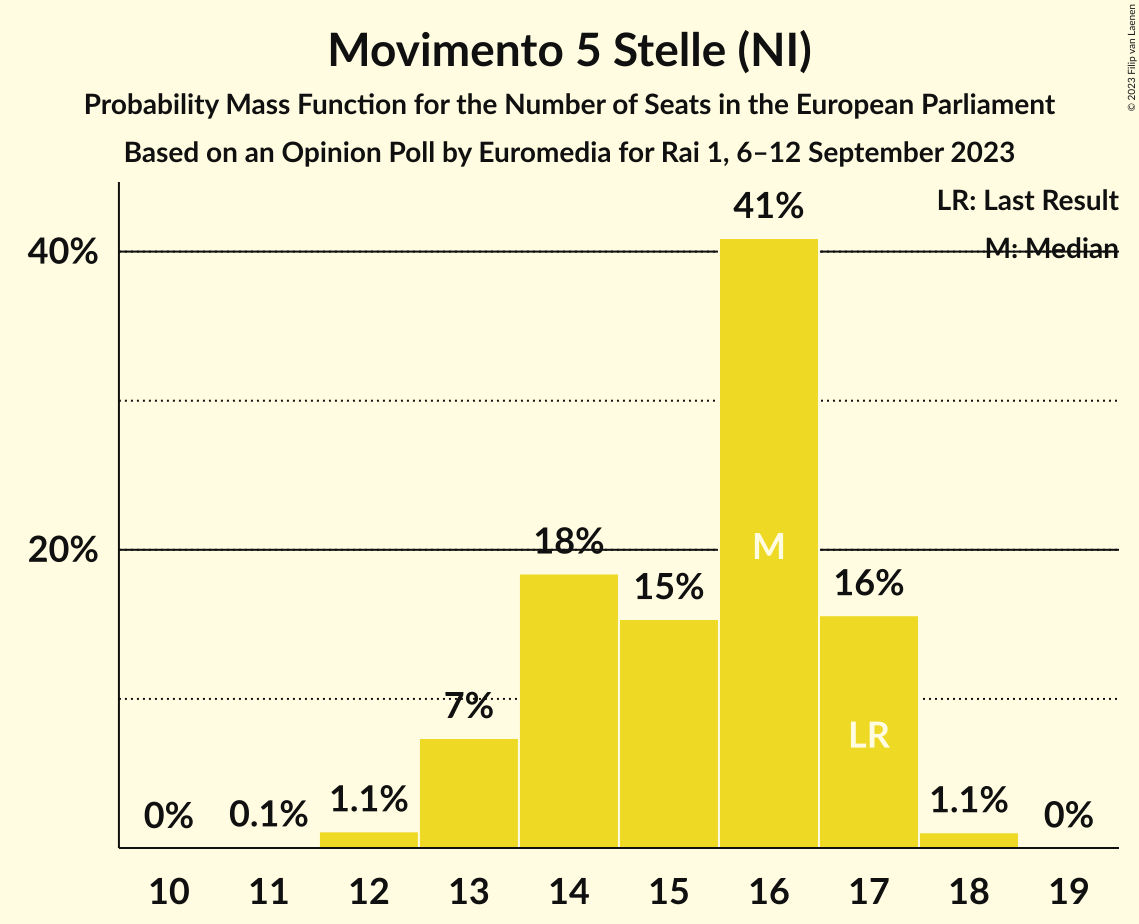 Movimento 5 Stelle (NI)
Probability Mass Function for the Number of Seats in the European Parliament
Based on an Opinion Poll by Euromedia for Rai 1, 6–12 September 2023
© 2023 Filip van Laenen
LR: Last Result
M: Median
40%
20%
0%
0.1%
1.1%
7%
18%
15%
41%
16%
1.1%
0%
M
LR
10 11 12 13 14 15 16 17 18 19